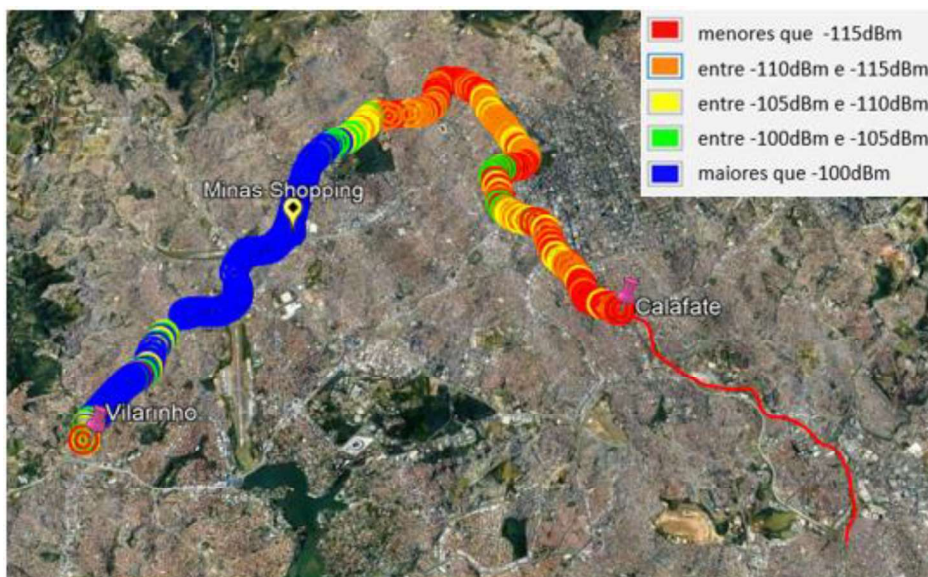 menores que -115dBm
entre -110dBm e -115dBm
entre -105dBm e -110dBm
entre -100dBm e -105dBm
maiores que -100dBm
Minas Shopping
Calafate
Vilarinho